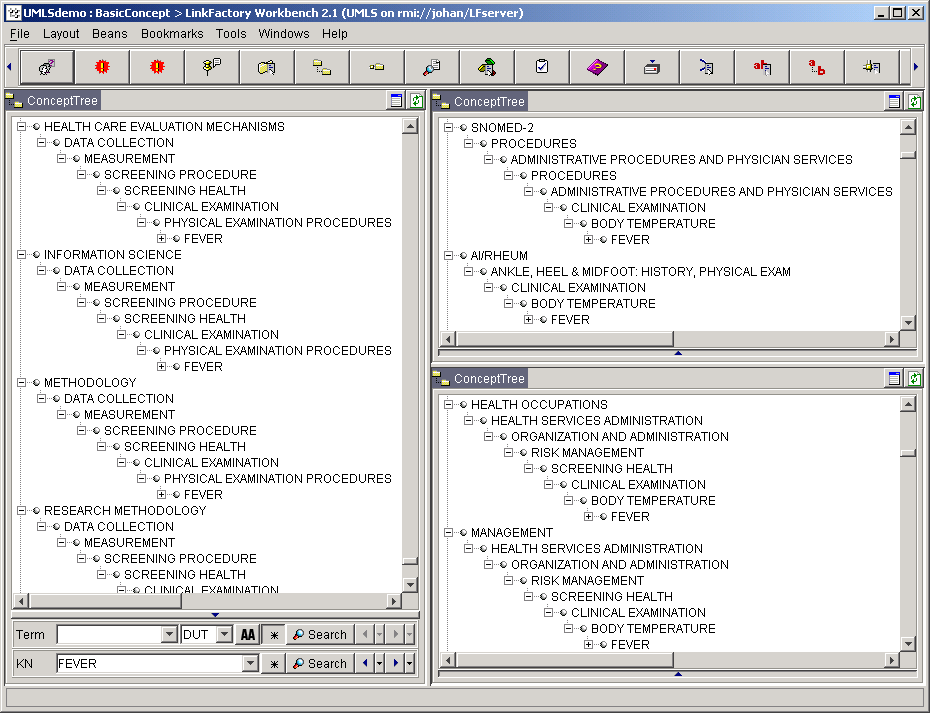 UMLSdemo : BasicConcept > LinkFactory Workbench 2.1 (UMLS on rmi://johan/LFserver)
File Layout Beans Bookmarks Tools Windows Help
ConceptTree
HEALTH CARE EVALUATION MECHANISMS
DATA COLLECTION
MEASUREMENT
SCREENING PROCEDURE
SCREENING HEALTH
CLINICAL EXAMINATION
PHYSICAL EXAMINATION PROCEDURES
FEVER
INFORMATION SCIENCE
DATA COLLECTION
MEASUREMENT
SCREENING PROCEDURE
SCREENING HEALTH
CLINICAL EXAMINATION
PHYSICAL EXAMINATION PROCEDURES
FEVER
METHODOLOGY
DATA COLLECTION
MEASUREMENT
SCREENING PROCEDURE
SCREENING HEALTH
CLINICAL EXAMINATION
PHYSICAL EXAMINATION PROCEDURES
FEVER
RESEARCH METHODOLOGY
DATA COLLECTION
MEASUREMENT
SCREENING PROCEDURE
SCREENING HEALTH
CLINICAL EXAMINATION
Term DUT AA * Search
KN FEVER * Search
ConceptTree
SNOMED-2
PROCEDURES
ADMINISTRATIVE PROCEDURES AND PHYSICIAN SERVICES
PROCEDURES
ADMINISTRATIVE PROCEDURES AND PHYSICIAN SERVICES
CLINICAL EXAMINATION
BODY TEMPERATURE
FEVER
AI/RHEUM
ANKLE, HEEL & MIDFOOT: HISTORY, PHYSICAL EXAM
CLINICAL EXAMINATION
BODY TEMPERATURE
FEVER
ConceptTree
HEALTH OCCUPATIONS
HEALTH SERVICES ADMINISTRATION
ORGANIZATION AND ADMINISTRATION
RISK MANAGEMENT
SCREENING HEALTH
CLINICAL EXAMINATION
BODY TEMPERATURE
FEVER
MANAGEMENT
HEALTH SERVICES ADMINISTRATION
ORGANIZATION AND ADMINISTRATION
RISK MANAGEMENT
SCREENING HEALTH
CLINICAL EXAMINATION
BODY TEMPERATURE
FEVER